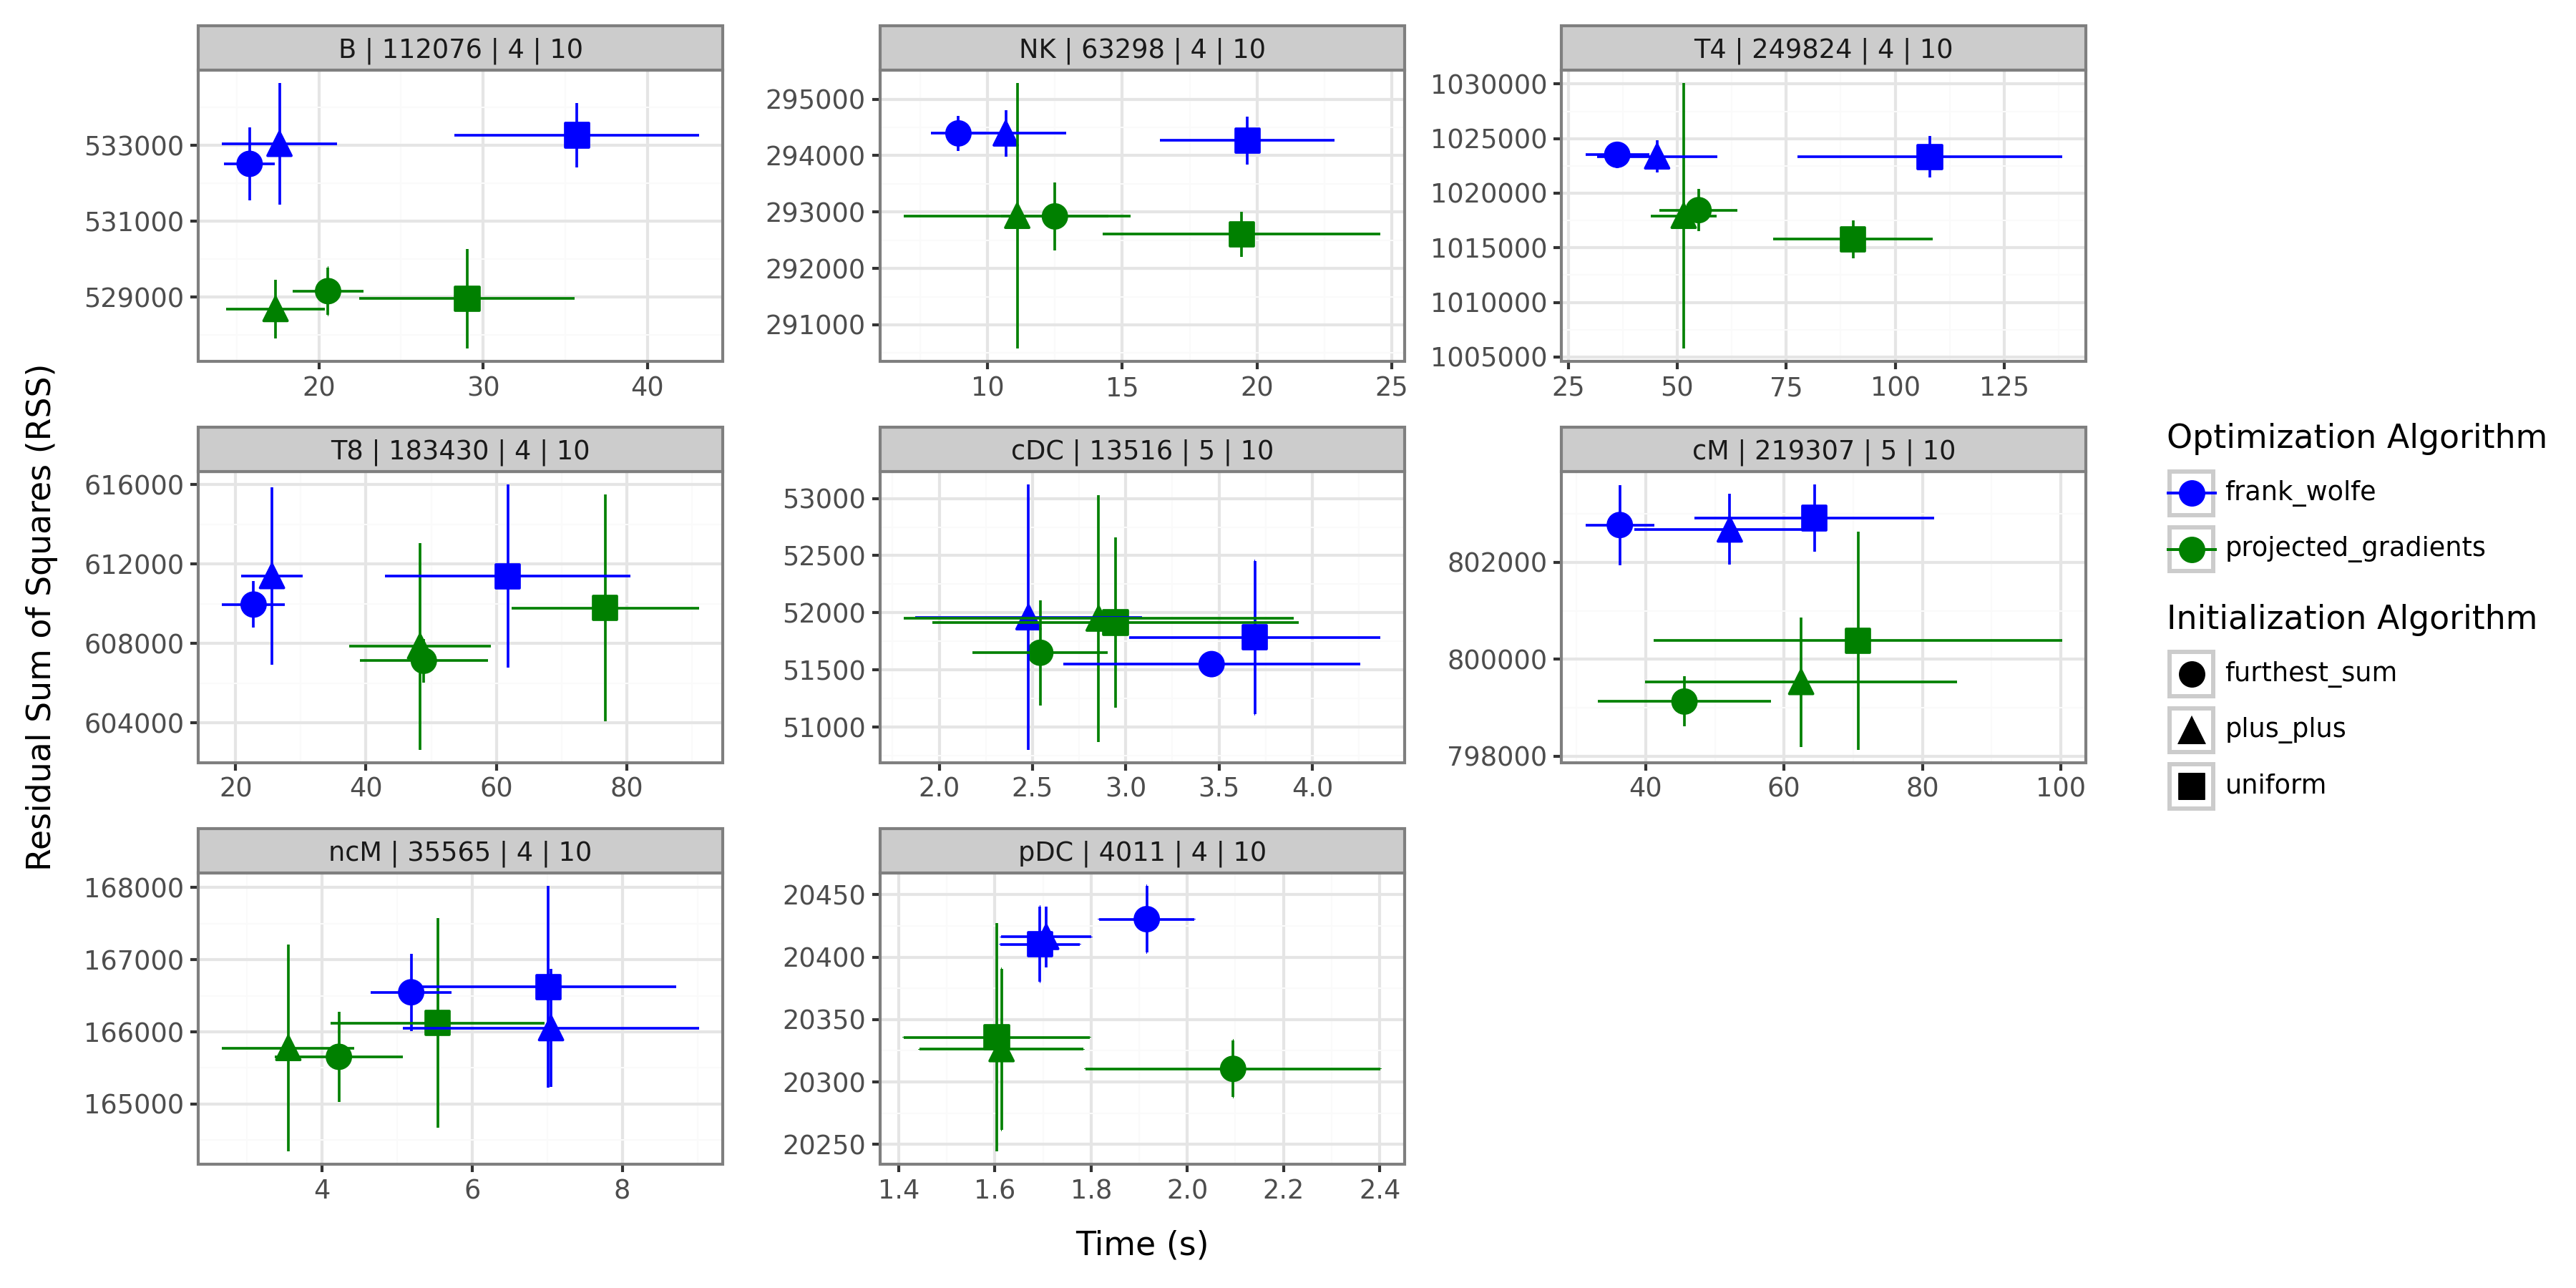 B | 112076 | 4 | 10
NK | 63298 | 4 | 10
T4 | 249824 | 4 | 10
533000
531000
529000
20 30 40
295000
294000
293000
292000
291000
10 15 20 25
1030000
1025000
1020000
1015000
1010000
1005000
25 50 75 100 125
T8 | 183430 | 4 | 10
cDC | 13516 | 5 | 10
cM | 219307 | 5 | 10
616000
612000
608000
604000
20 40 60 80
53000
52500
52000
51500
51000
2.0 2.5 3.0 3.5 4.0
802000
800000
798000
40 60 80 100
ncM | 35565 | 4 | 10
pDC | 4011 | 4 | 10
168000
167000
166000
165000
4 6 8
20450
20400
20350
20300
20250
1.4 1.6 1.8 2.0 2.2 2.4
Residual Sum of Squares (RSS)
Time (s)
Optimization Algorithm
frank_wolfe
projected_gradients
Initialization Algorithm
furthest_sum
plus_plus
uniform